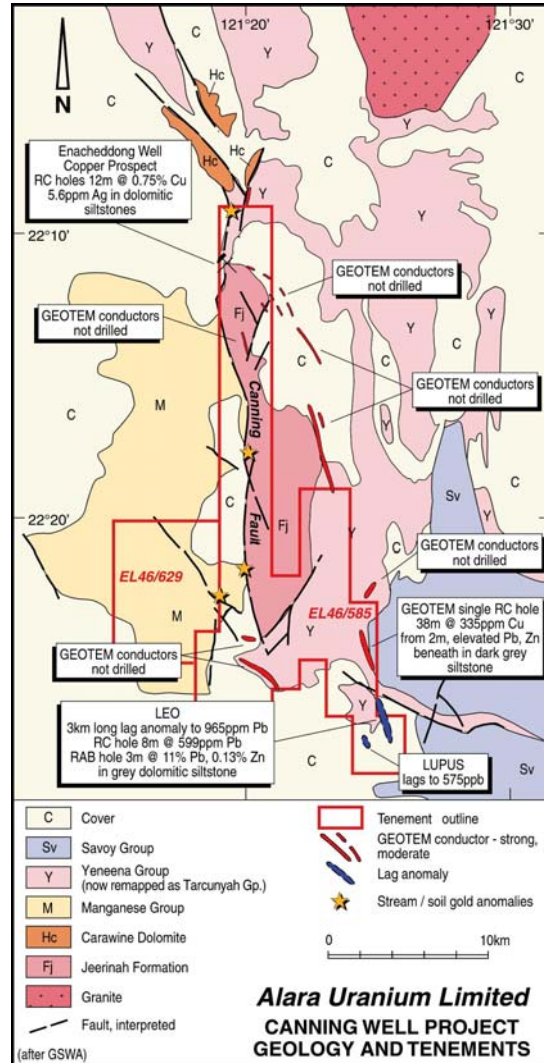 121°20'
121°30'
Y
C
Y
C
Hc
C
N
C
Enacheddong Well
Copper Prospect
RC holes 12m @ 0.75% Cu
5.6ppm Ag in dolomitic
siltstones
Hc
Hc
Y
Y
C
22°10'
C
GEOTEM conductors
not drilled
GEOTEM conductors
not drilled
Fj
Y
C
C
C
M
Canning
Fault
GEOTEM conductors
not drilled
Y
Sv
C
22°20'
Fj
Y
Y
C
GEOTEM conductors
not drilled
EL46/629
M
EL46/585
Y
GEOTEM single RC hole
38m @ 335ppm Cu
from 2m, elevated Pb, Zn
beneath in dark grey
siltstone
GEOTEM conductors
not drilled
LEO
3km long lag anomaly to 965ppm Pb
RC hole 8m @ 599ppm Pb
RAB hole 3m @ 11% Pb, 0.13% Zn
in grey dolomitic siltstone
Y
C
LUPUS
lags to 575ppb
Sv
C Cover
Sv Savoy Group
Y Yeneena Group
(now remapped as Tarcunyah Gp.)
M Manganese Group
Hc Carawine Dolomite
Fj Jeerinah Formation
Granite
Fault, interpreted
(after GSWA)
Tenement outline
GEOTEM conductor - strong,
moderate
Lag anomaly
Stream / soil gold anomalies
0 10km
Alara Uranium Limited
CANNING WELL PROJECT
GEOLOGY AND TENEMENTS